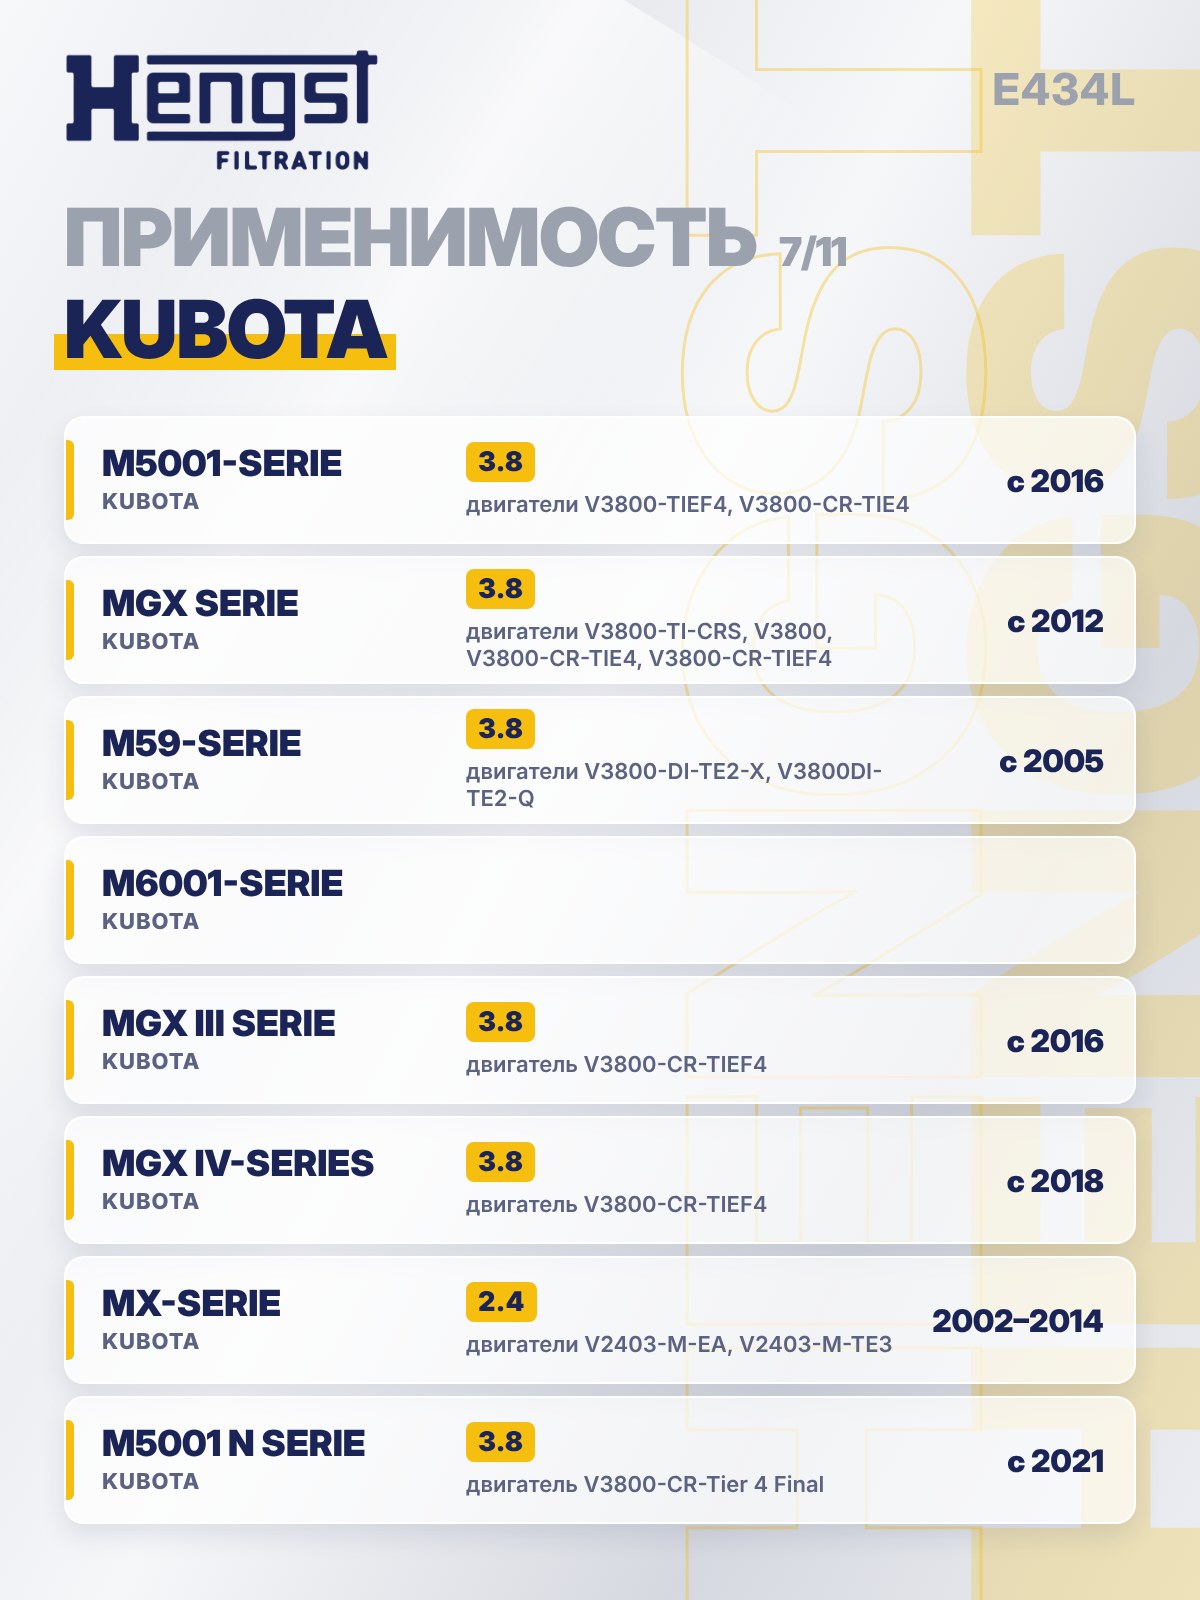 Hengst
FILTRATION
E434L
ПРИМЕНИМОСТЬ 7/11
KUBOTA
M5001-SERIE
KUBOTA
3.8
двигатели V3800-TIEF4, V3800-CR-TIE4
с 2016
MGX SERIE
KUBOTA
3.8
двигатели V3800-TI-CRS, V3800,
V3800-CR-TIE4, V3800-CR-TIEF4
с 2012
M59-SERIE
KUBOTA
3.8
двигатели V3800-DI-TE2-X, V3800DI-
TE2-Q
с 2005
M6001-SERIE
KUBOTA
MGX III SERIE
KUBOTA
3.8
двигатель V3800-CR-TIEF4
с 2016
MGX IV-SERIES
KUBOTA
3.8
двигатель V3800-CR-TIEF4
с 2018
MX-SERIE
KUBOTA
2.4
двигатели V2403-M-EA, V2403-M-TE3
2002–2014
M5001 N SERIE
KUBOTA
3.8
двигатель V3800-CR-Tier 4 Final
с 2021
HENGST
HENGST